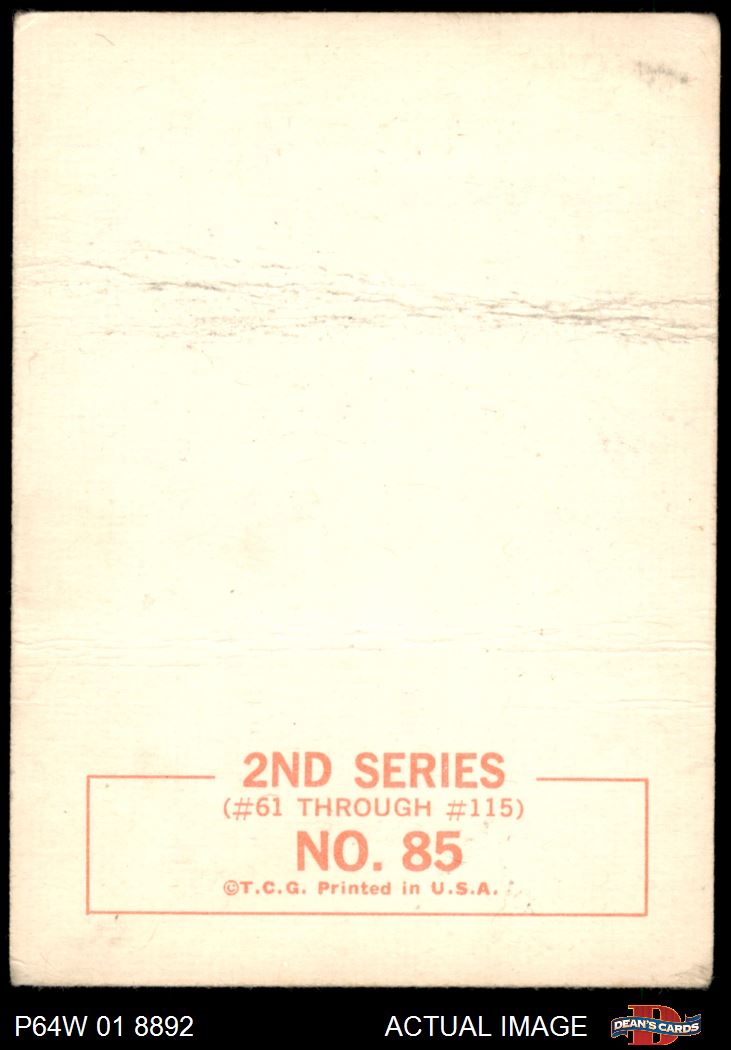 2ND SERIES
(#61 THROUGH #115)
NO. 85
©T.C.G. Printed in U.S.A.
P64W 01 8892
ACTUAL IMAGE
D
DEAN'S CARDS